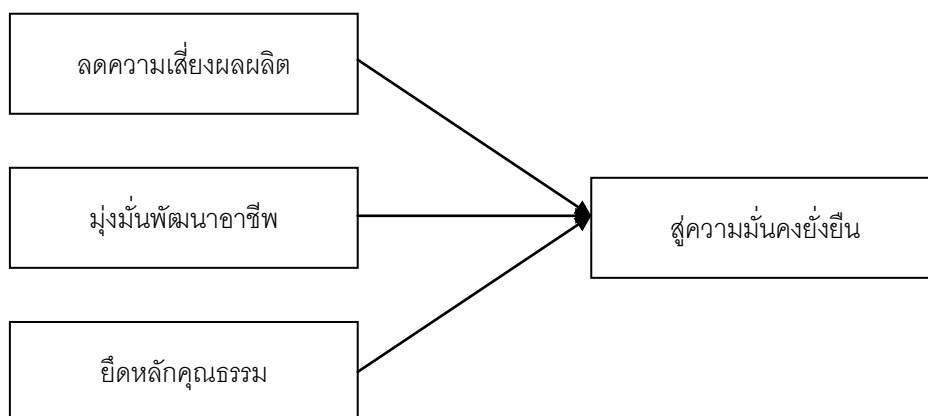 ลดความเสี่ยงผลผลิต
มุ่งมั่นพัฒนาอาชีพ
สู่ความมั่นคงยั่งยืน
ยึดหลักคุณธรรม